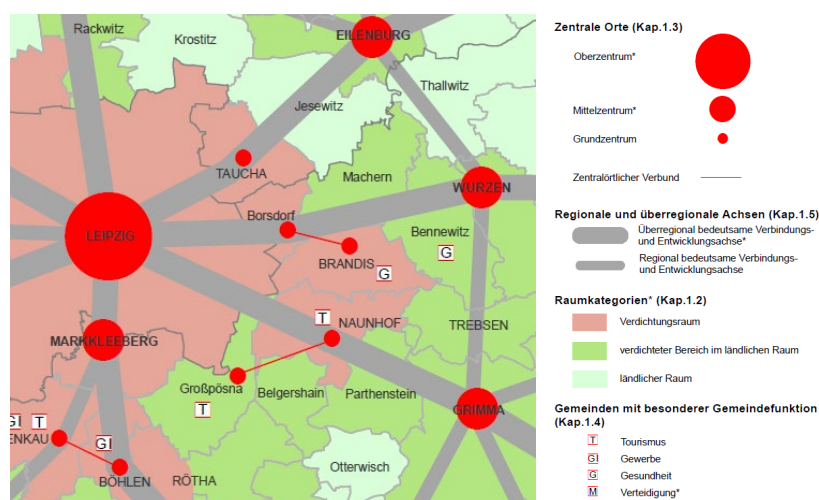 Rackwitz
Krostitz
EILENBURG
Thallwitz
Jesewitz
TAUCHA
Machern
WURZEN
Borsdorf
LEIPZIG
Bennewitz
BRANDIS
G
G
T
NAUNHOF
TREBSEN
MARKKLEEBERG
Großpösna
Belgershain
Parthenstein
T
GRIMMA
GI
T
ENKAU
GI
BÖHLEN
RÖTHA
Otterwisch
Zentrale Orte (Kap.1.3)
Oberzentrum*
Mittelzentrum*
Grundzentrum
Zentralörtlicher Verbund
Regionale und überregionale Achsen (Kap.1.5)
Überregional bedeutsame Verbindungs-
und Entwicklungsachse*
Regional bedeutsame Verbindungs-
und Entwicklungsachse
Raumkategorien* (Kap.1.2)
Verdichtungsraum
verdichteter Bereich im ländlichen Raum
ländlicher Raum
Gemeinden mit besonderer Gemeindefunktion
(Kap.1.4)
T Tourismus
GI Gewerbe
G Gesundheit
M Verteidigung*